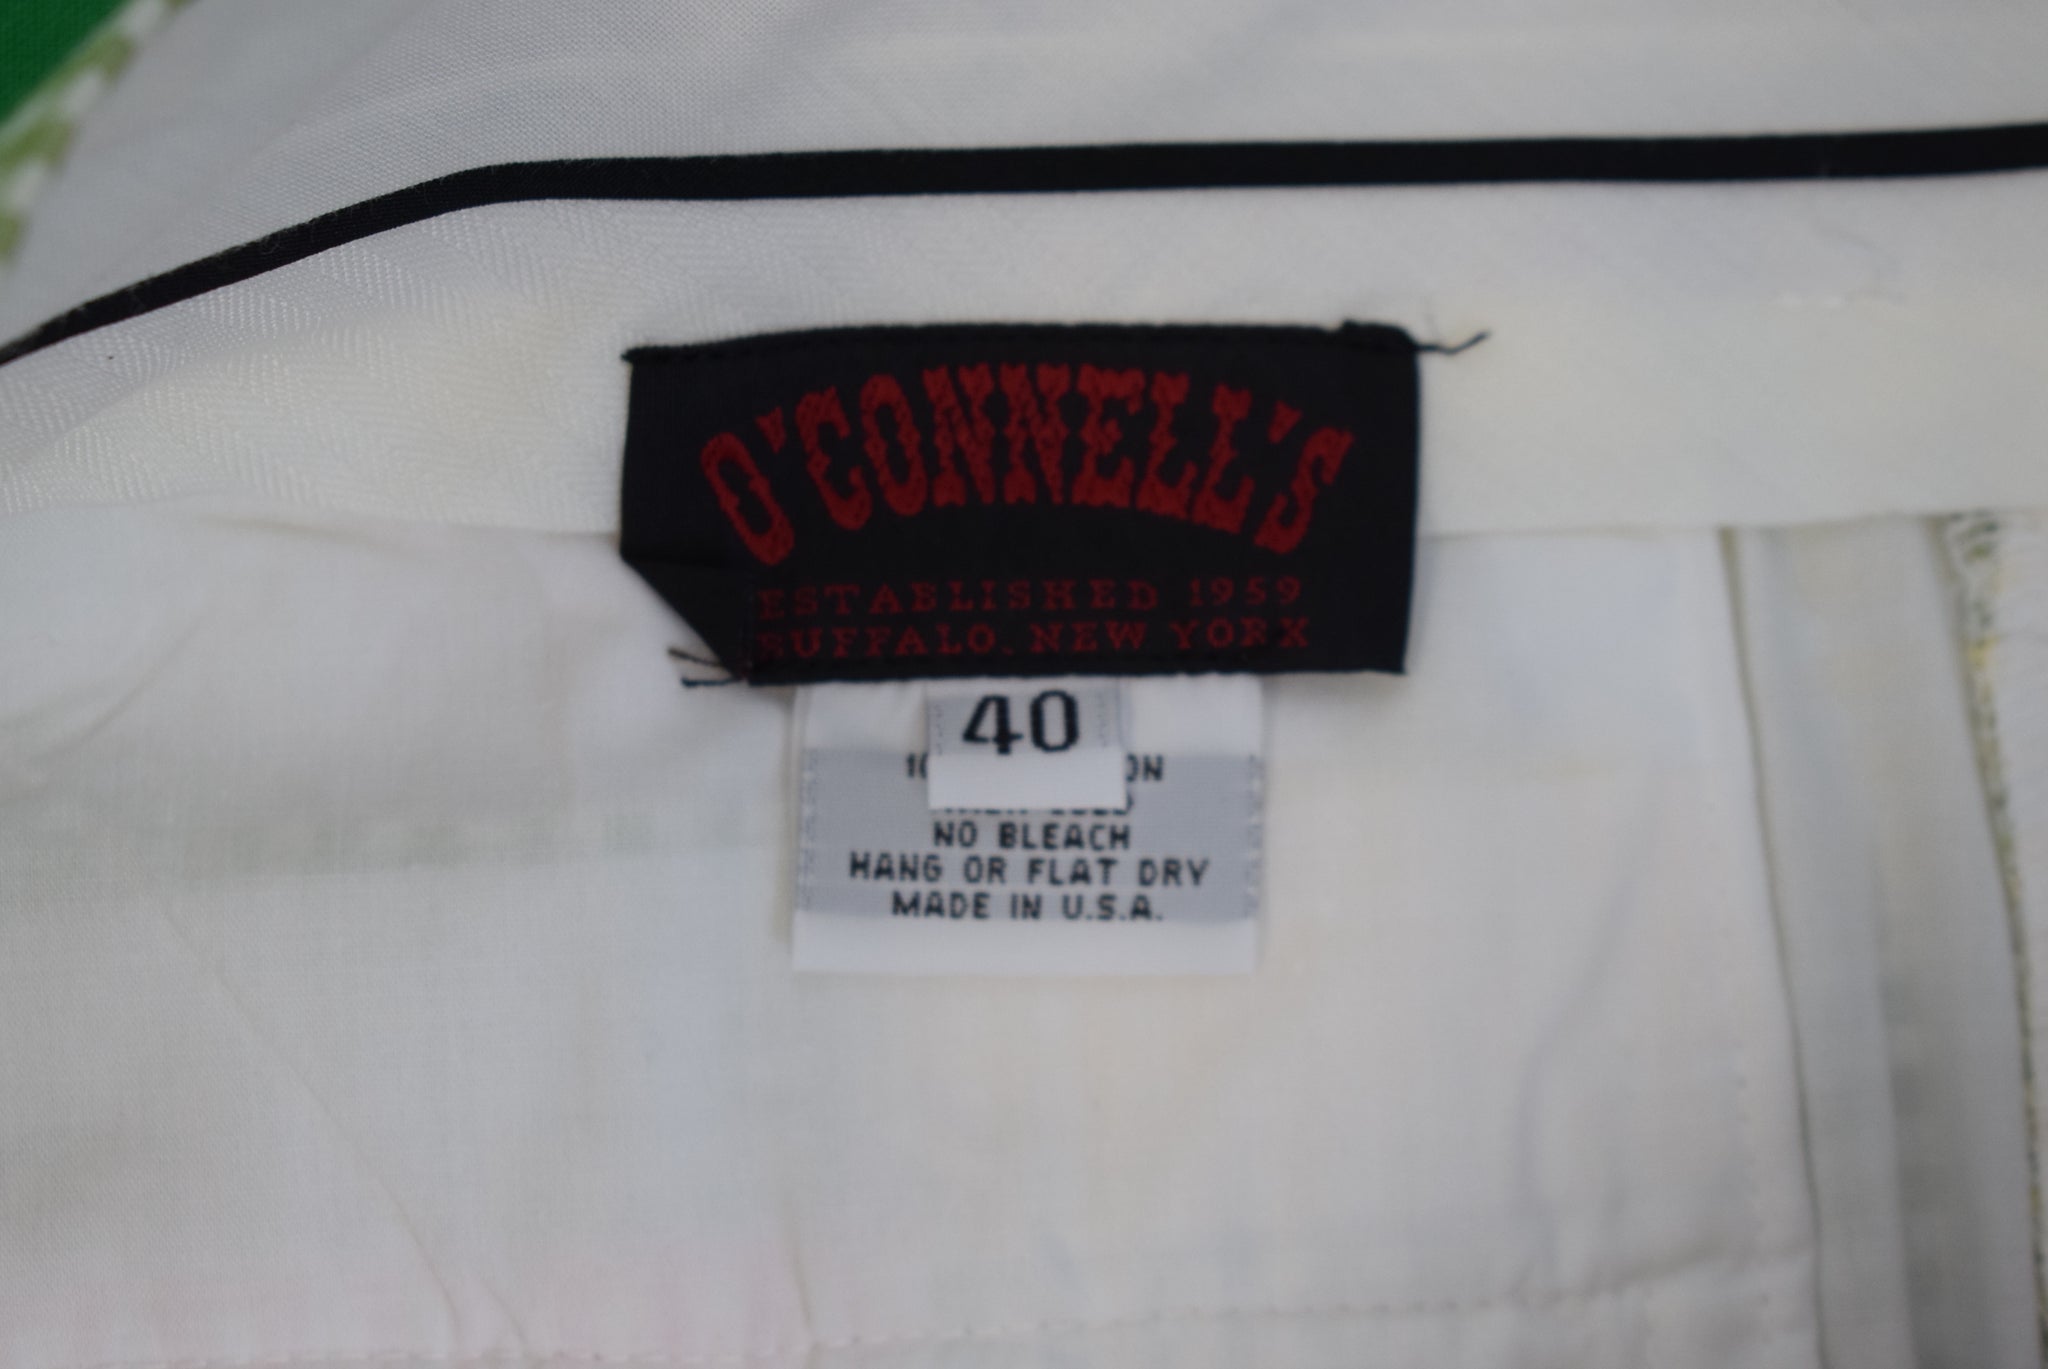 O'CONNELL'S
ESTABLISHED 1959
BUFFALO, NEW YORK
40
NO BLEACH
HANG OR FLAT DRY
MADE IN U.S.A.